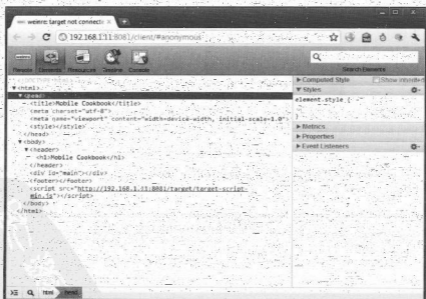 weinre: target not connect
192.168.1.11:8081/client/#anonymous
Remote Elements Resources Timeline Console
Search Elements
<html>
<head>
<title>Mobile Cookbook</title>
<meta charset="utf-8">
<meta name="viewport" content="width=device-width, initial-scale=1.0">
<style></style>
</head>
<body>
<header>
<h1>Mobile Cookbook</h1>
</header>
<div id="main"></div>
<footer></footer>
<script src="http://192.168.1.11:8081/target/target-script-
min.js"></script>
</body>
</html>
Computed Style Show inherited
Styles
element.style {
}
Metrics
Properties
Event Listeners
html head